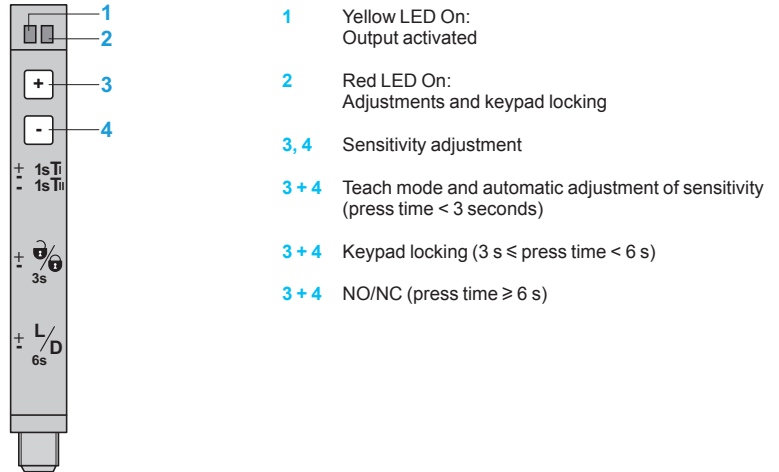 1
2
+
3
-
4
+
- 1s TI
- 1s TII
+
-
3s
+
- L/D
6s
1 Yellow LED On:
Output activated
2 Red LED On:
Adjustments and keypad locking
3, 4 Sensitivity adjustment
3 + 4 Teach mode and automatic adjustment of sensitivity
(press time < 3 seconds)
3 + 4 Keypad locking (3 s ⩽ press time < 6 s)
3 + 4 NO/NC (press time ⩾ 6 s)